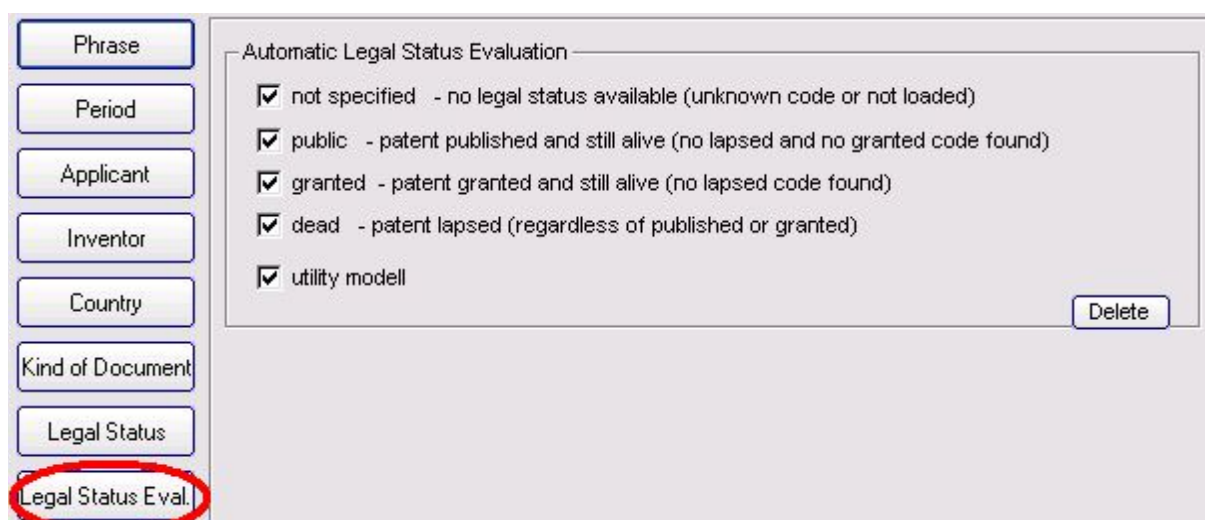 Phrase
Period
Applicant
Inventor
Country
Kind of Document
Legal Status
Legal Status Eval.
Automatic Legal Status Evaluation
not specified - no legal status available (unknown code or not loaded)
public - patent published and still alive (no lapsed and no granted code found)
granted - patent granted and still alive (no lapsed code found)
dead - patent lapsed (regardless of published or granted)
utility modell
Delete